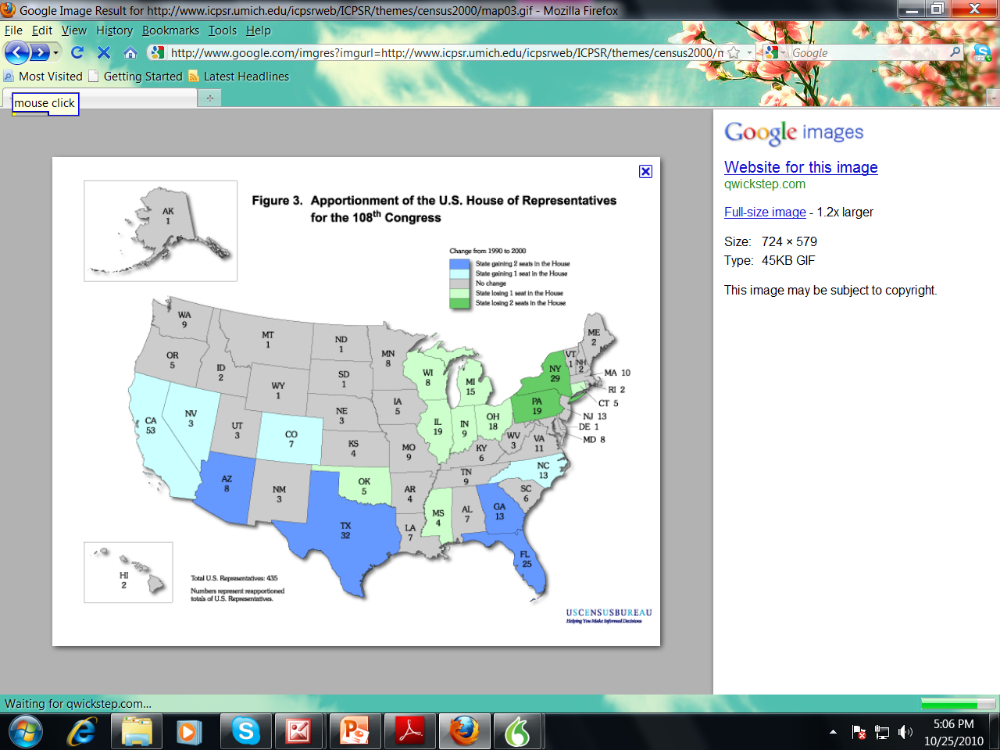 Google Image Result for http://www.icpsr.umich.edu/icpsrweb/ICPSR/themes/census2000/map03.gif - Mozilla Firefox
File Edit View History Bookmarks Tools Help
http://www.google.com/imgres?imgurl=http://www.icpsr.umich.edu/icpsrweb/ICPSR/themes/census2000/m
Google
Most Visited Getting Started Latest Headlines
mouse click
Google images
Website for this image
qwickstep.com
Full-size image - 1.2x larger
Size: 724 × 579
Type: 45KB GIF
This image may be subject to copyright.
Figure 3. Apportionment of the U.S. House of Representatives
for the 108th Congress
Change from 1990 to 2000
State gaining 2 seats in the House
State gaining 1 seat in the House
No change
State losing 1 seat in the House
State losing 2 seats in the House
AK
1
WA
9
MT
1
ND
1
MN
8
ME
2
VT
1
NH
2
OR
5
ID
2
WY
1
SD
1
WI
8
MI
15
NY
29
MA 10
RI 2
CT 5
NJ 13
DE 1
MD 8
CA
53
NV
3
UT
3
CO
7
NE
3
IA
5
IL
19
IN
9
OH
18
PA
19
KS
4
MO
9
KY
6
WV
3
VA
11
AZ
8
NM
3
OK
5
AR
4
TN
9
NC
13
SC
6
TX
32
LA
7
MS
4
AL
7
GA
13
FL
25
HI
2
Total U.S. Representatives: 435
Numbers represent reapportioned
totals of U.S. Representatives.
USCENSUSBUREAU
Helping You Make Informed Decisions
Waiting for qwickstep.com...
5:06 PM
10/25/2010